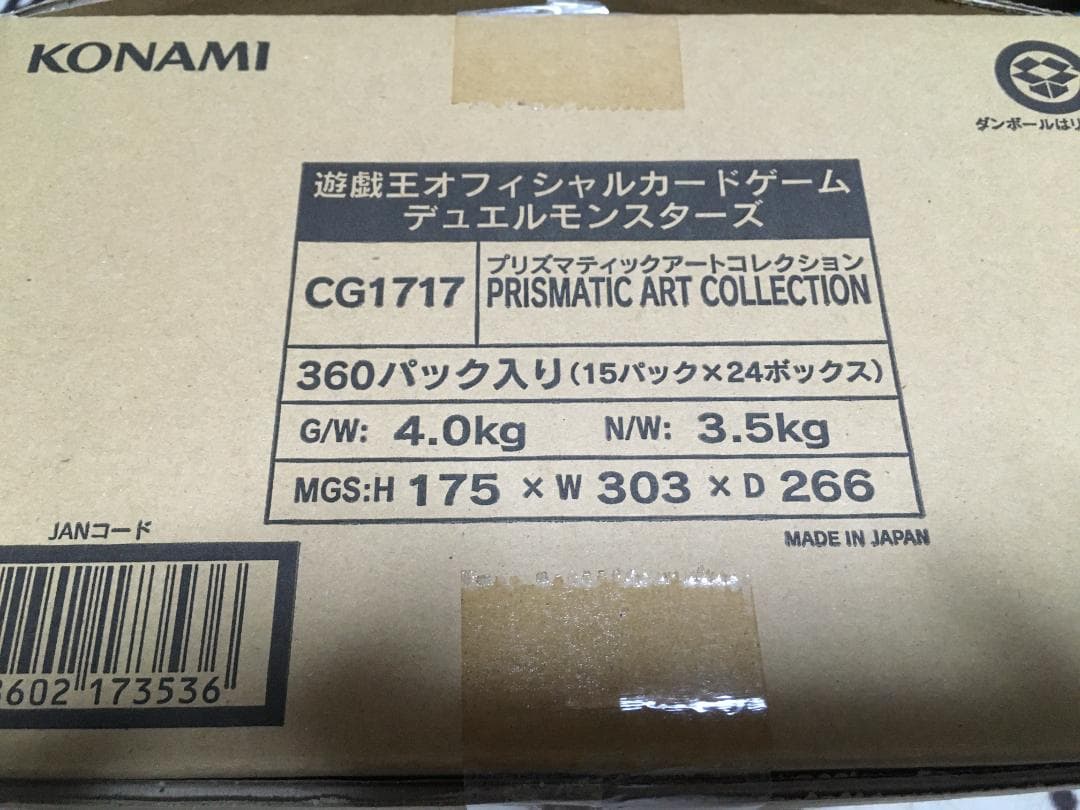 KONAMI
ダンボールはリ
遊戯王オフィシャルカードゲーム
デュエルモンスターズ
CG1717
プリズマティックアートコレクション
PRISMATIC ART COLLECTION
360パック入り(15パック×24ボックス)
G/W: 4.0kg N/W: 3.5kg
MGS:H 175 × W 303 × D 266
MADE IN JAPAN
JANコード
602 173536